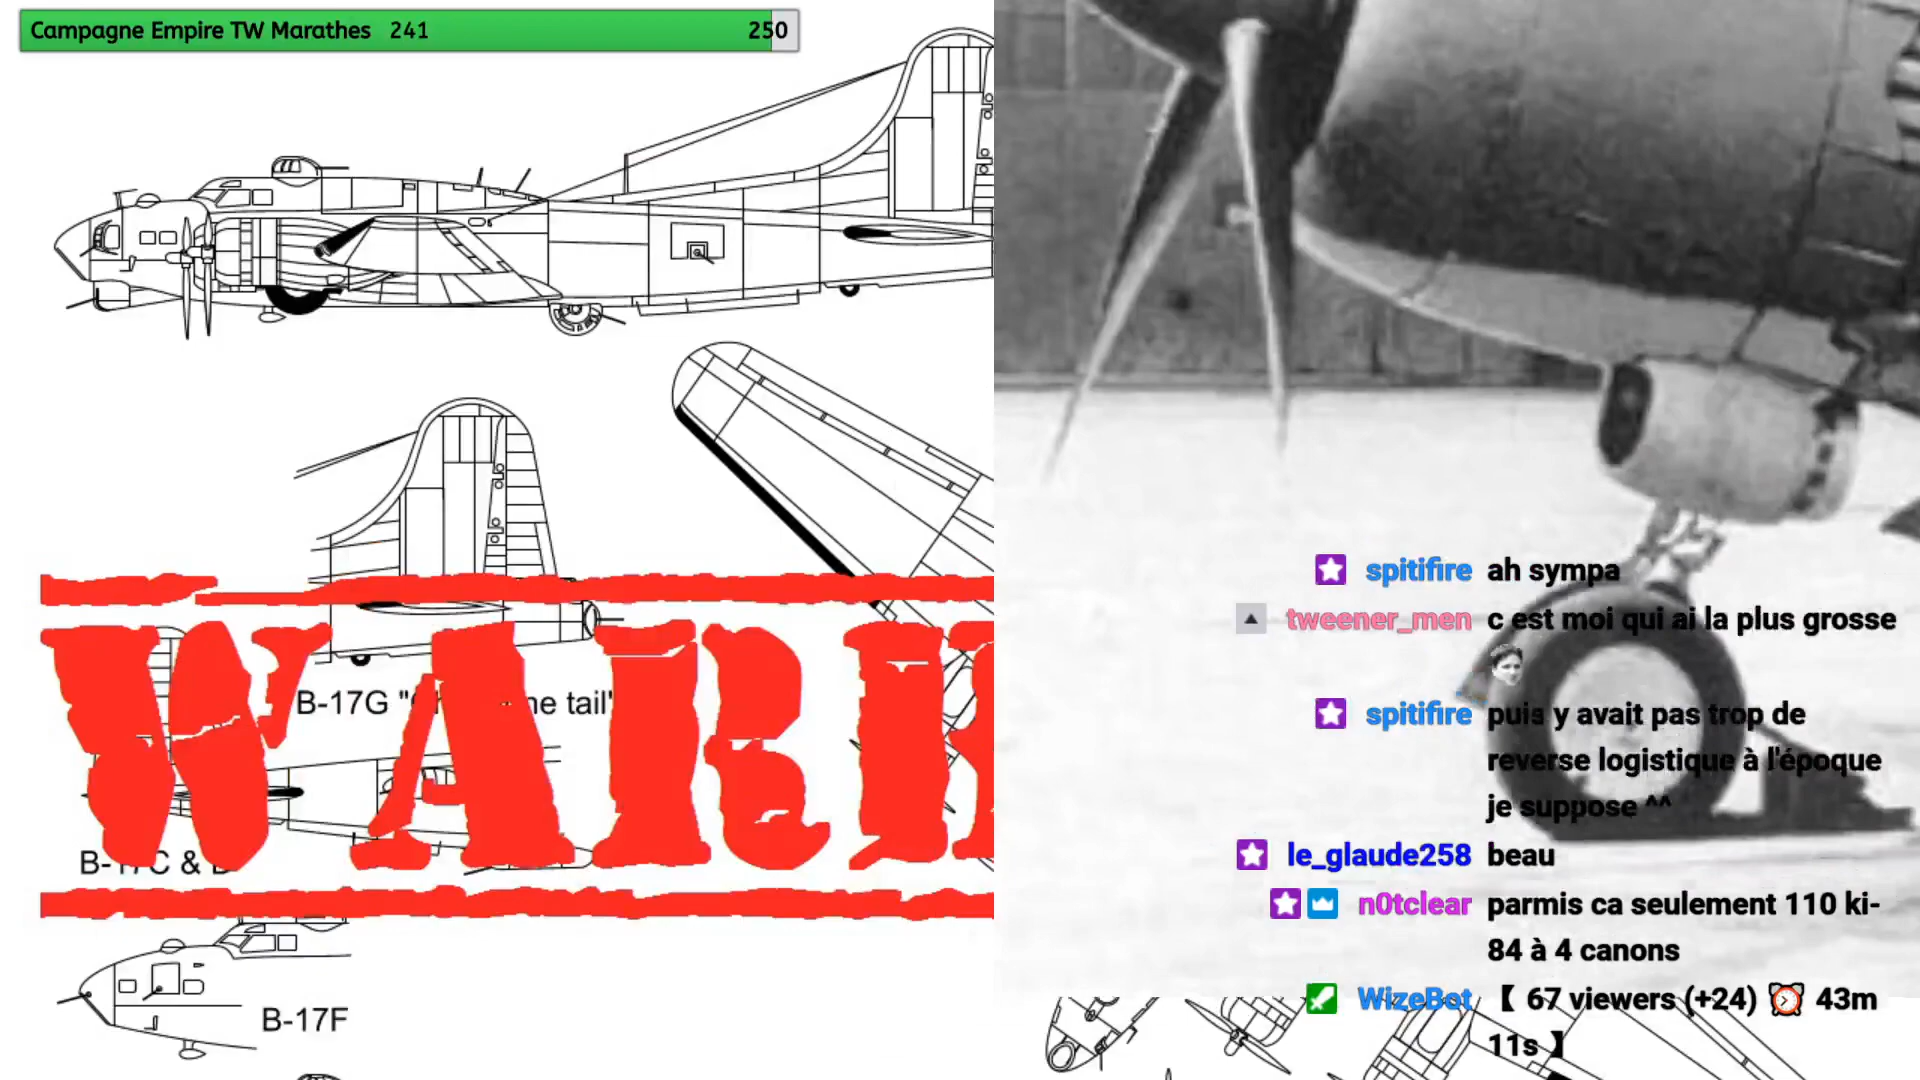 Campagne Empire TW Marathes 241 250
B-17G "
ne tail"
B-17C & D
B-17F
spitifire ah sympa
tweener_men c est moi qui ai la plus grosse
spitifire puis y avait pas trop de
reverse logistique à l'époque
je suppose ^^
le_glaude258 beau
n0tclear parmis ca seulement 110 ki-
84 à 4 canons
WizeBot 【 67 viewers (+24) ⏰ 43m
11s 】